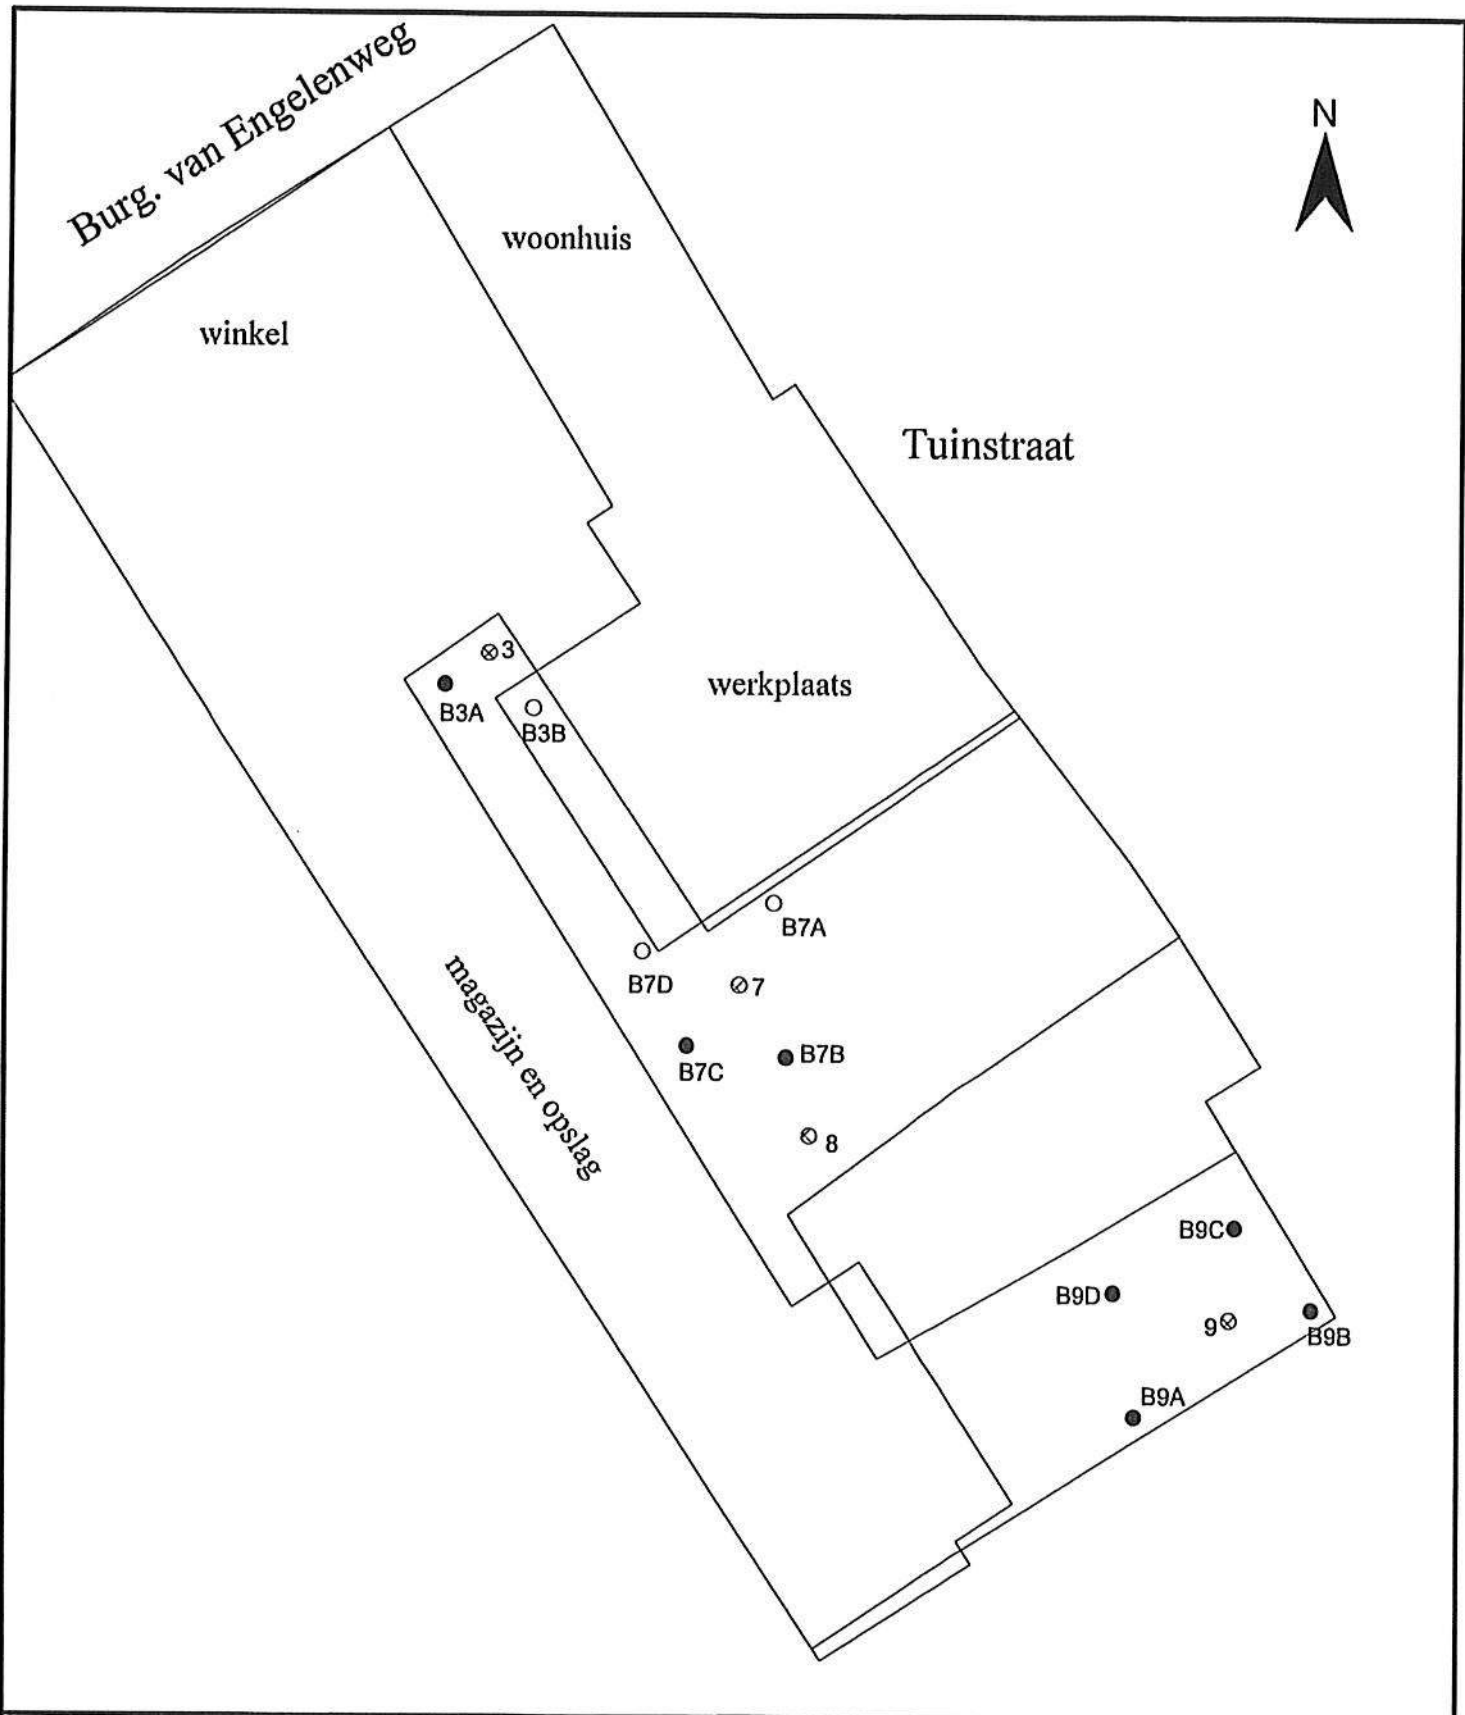 Burg. van Engelenweg
N
woonhuis
winkel
Tuinstraat
3
B3A
B3B
werkplaats
B7A
B7D
7
magazijn en opslag
B7C
B7B
8
B9C
B9D
9
B9B
B9A